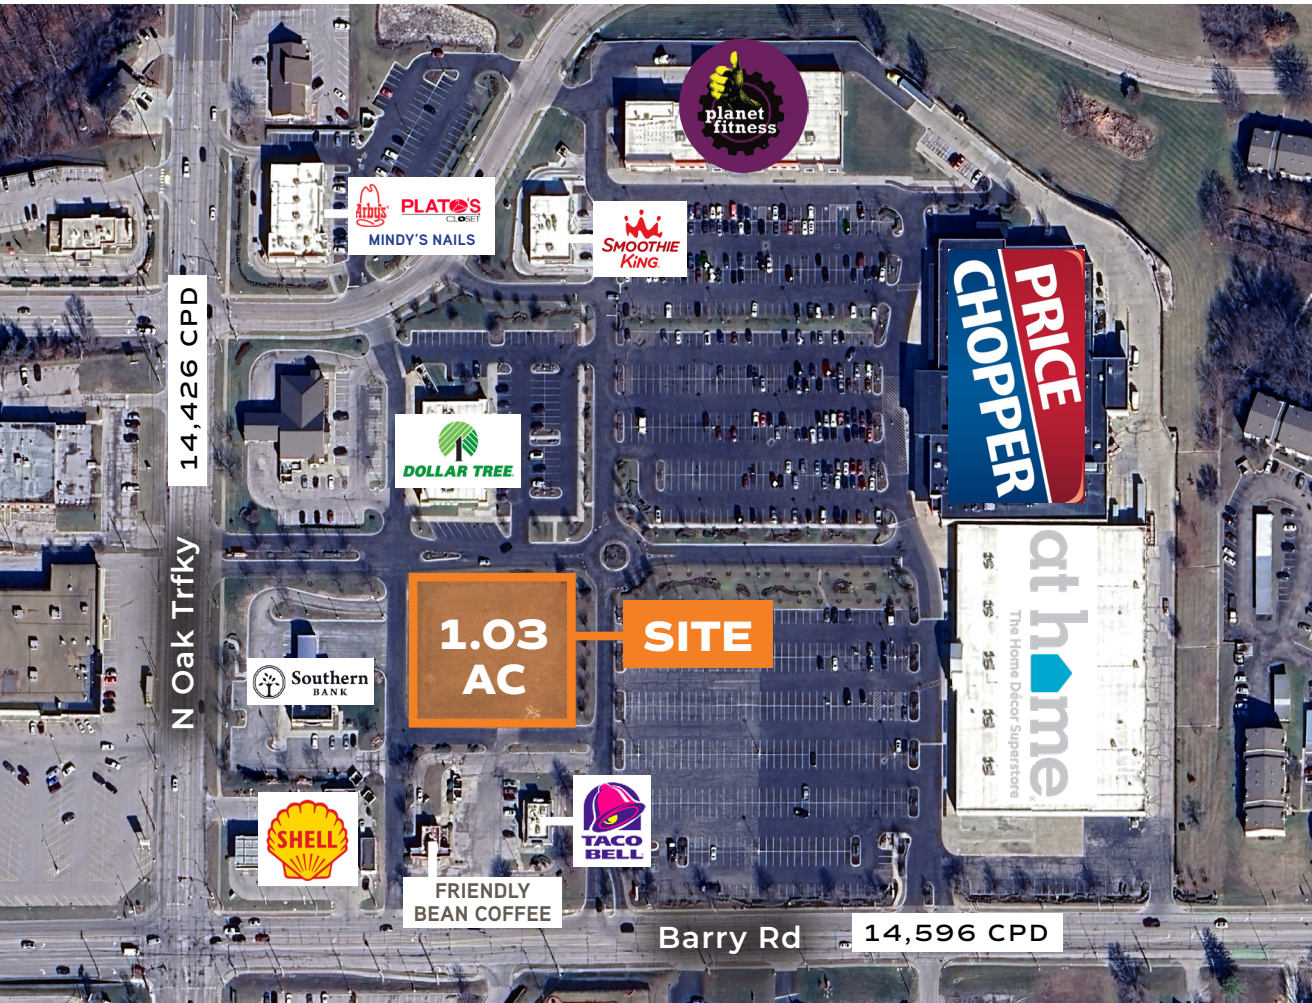 planet
fitness
Arby's
PLATO'S
CLOSET
MINDY'S NAILS
SMOOTHIE
KING
PRICE
CHOPPER
14,426 CPD
DOLLAR TREE
N Oak Trfky
1.03
AC
SITE
at home
The Home Décor Superstore
Southern
BANK
SHELL
TACO
BELL
FRIENDLY
BEAN COFFEE
Barry Rd
14,596 CPD